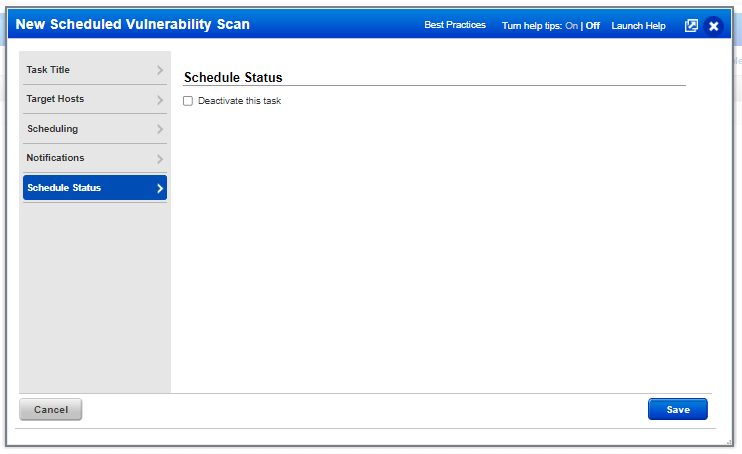 New Scheduled Vulnerability Scan
Best Practices
Turn help tips: On | Off
Launch Help
Task Title
Target Hosts
Scheduling
Notifications
Schedule Status
Schedule Status
Deactivate this task
Cancel
Save